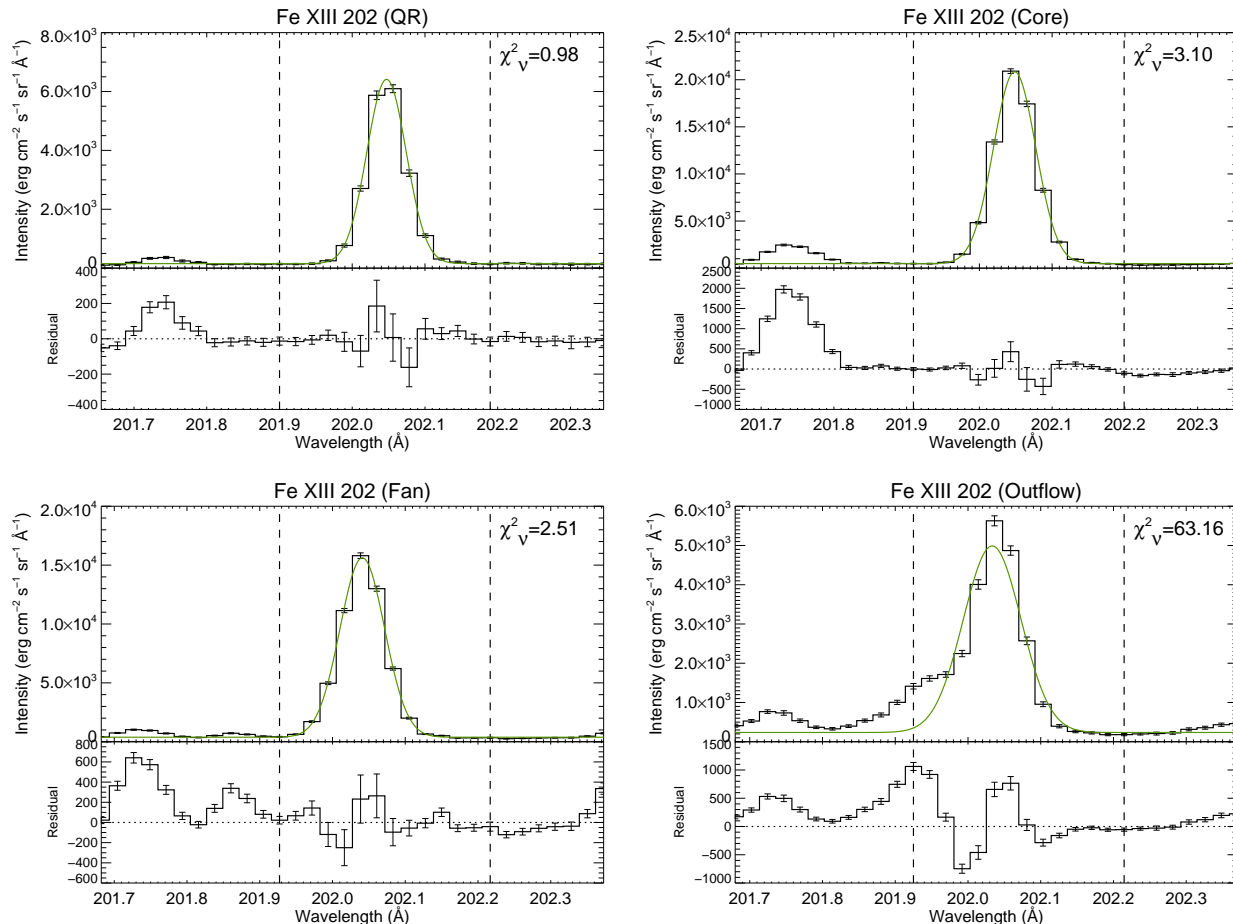 Fe XIII 202 (QR)
χ²ν=0.98
Intensity (erg cm⁻² s⁻¹ sr⁻¹ Å⁻¹)
8.0×10³
6.0×10³
4.0×10³
2.0×10³
0
Residual
400
200
0
−200
−400
201.7 201.8 201.9 202.0 202.1 202.2 202.3
Wavelength (Å)
Fe XIII 202 (Core)
χ²ν=3.10
Intensity (erg cm⁻² s⁻¹ sr⁻¹ Å⁻¹)
2.5×10⁴
2.0×10⁴
1.5×10⁴
1.0×10⁴
5.0×10³
0
Residual
2500
2000
1500
1000
500
0
−500
−1000
201.7 201.8 201.9 202.0 202.1 202.2 202.3
Wavelength (Å)
Fe XIII 202 (Fan)
χ²ν=2.51
Intensity (erg cm⁻² s⁻¹ sr⁻¹ Å⁻¹)
2.0×10⁴
1.5×10⁴
1.0×10⁴
5.0×10³
0
Residual
800
600
400
200
0
−200
−400
−600
201.7 201.8 201.9 202.0 202.1 202.2 202.3
Wavelength (Å)
Fe XIII 202 (Outflow)
χ²ν=63.16
Intensity (erg cm⁻² s⁻¹ sr⁻¹ Å⁻¹)
6.0×10³
5.0×10³
4.0×10³
3.0×10³
2.0×10³
1.0×10³
0
Residual
1500
1000
500
0
−500
−1000
201.7 201.8 201.9 202.0 202.1 202.2 202.3
Wavelength (Å)